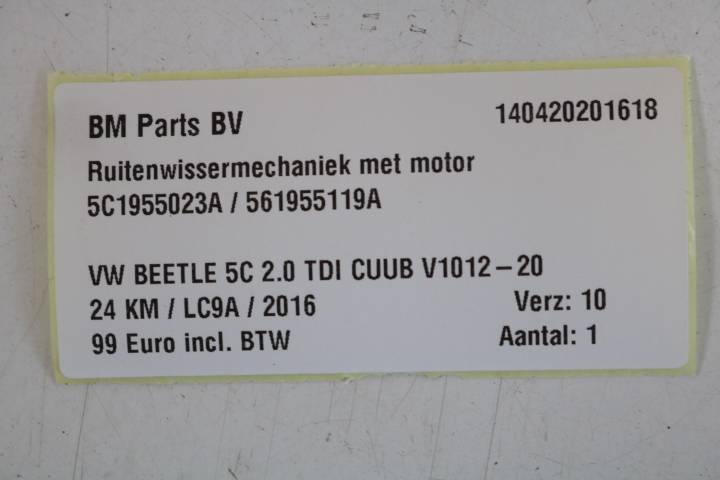 BM Parts BV 140420201618
Ruitenwissermechaniek met motor
5C1955023A / 561955119A
VW BEETLE 5C 2.0 TDI CUUB V1012-20
24 KM / LC9A / 2016 Verz: 10
99 Euro incl. BTW Aantal: 1